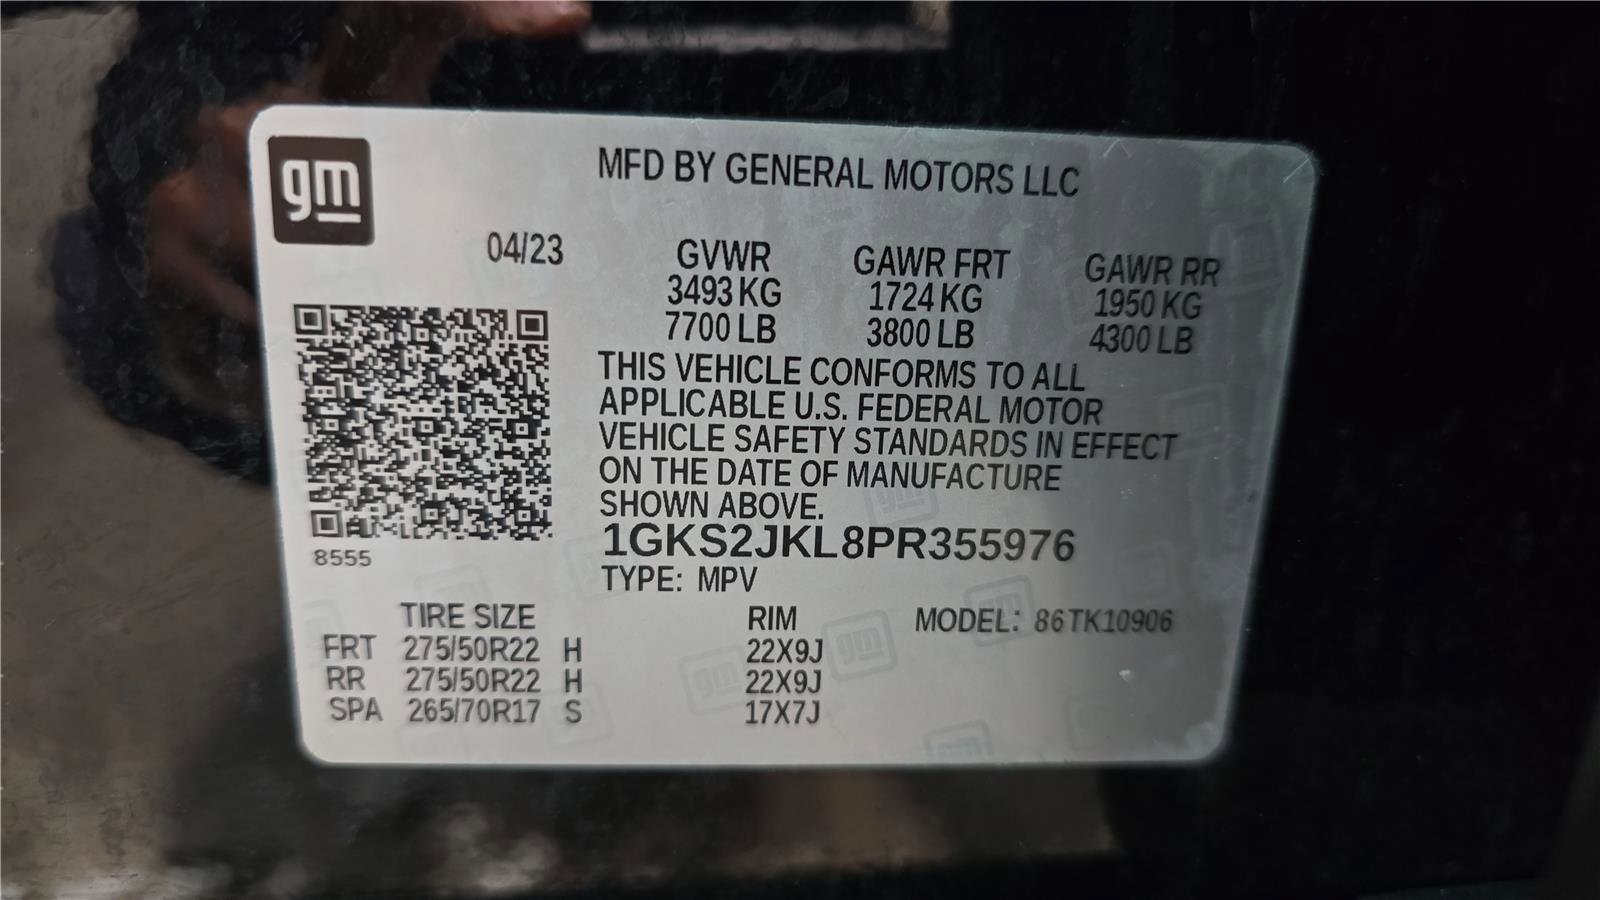 gm
MFD BY GENERAL MOTORS LLC
04/23
GVWR GAWR FRT GAWR RR
3493 KG 1724 KG 1950 KG
7700 LB 3800 LB 4300 LB
THIS VEHICLE CONFORMS TO ALL
APPLICABLE U.S. FEDERAL MOTOR
VEHICLE SAFETY STANDARDS IN EFFECT
ON THE DATE OF MANUFACTURE
SHOWN ABOVE.
1GKS2JKL8PR355976
8555
TYPE: MPV
TIRE SIZE RIM MODEL: 86TK10906
FRT 275/50R22 H 22X9J
RR 275/50R22 H 22X9J
SPA 265/70R17 S 17X7J